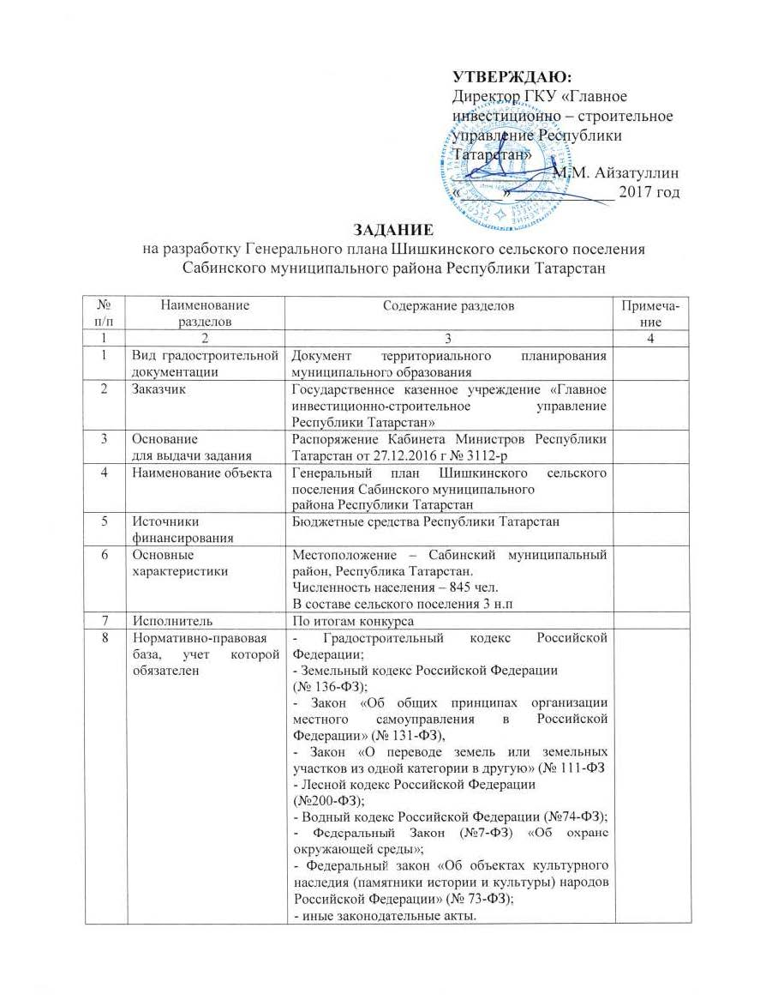 УТВЕРЖДАЮ:
Директор ГКУ «Главное
инвестиционно – строительное
управление Республики
Татарстан»
____________М.М. Айзатуллин
«_____»____________ 2017 год
ЗАДАНИЕ
на разработку Генерального плана Шишкинского сельского поселения
Сабинского муниципального района Республики Татарстан
№ п/п
Наименование разделов
Содержание разделов
Примеча-ние
1 2 3 4
1 Вид градостроительной Документ территориального планирования
документации муниципального образования
2 Заказчик Государственное казенное учреждение «Главное
инвестиционно-строительное управление
Республики Татарстан»
3 Основание Распоряжение Кабинета Министров Республики
для выдачи задания Татарстан от 27.12.2016 г № 3112-р
4 Наименование объекта Генеральный план Шишкинского сельского
поселения Сабинского муниципального
района Республики Татарстан
5 Источники Бюджетные средства Республики Татарстан
финансирования
6 Основные Местоположение – Сабинский муниципальный
характеристики район, Республика Татарстан.
Численность населения – 845 чел.
В составе сельского поселения 3 н.п
7 Исполнитель По итогам конкурса
8 Нормативно-правовая - Градостроительный кодекс Российской
база, учет которой Федерации;
обязателен - Земельный кодекс Российской Федерации
(№ 136-ФЗ);
- Закон «Об общих принципах организации
местного самоуправления в Российской
Федерации» (№ 131-ФЗ),
- Закон «О переводе земель или земельных
участков из одной категории в другую» (№ 111-ФЗ
- Лесной кодекс Российской Федерации
(№200-ФЗ);
- Водный кодекс Российской Федерации (№74-ФЗ);
- Федеральный Закон (№7-ФЗ) «Об охране
окружающей среды»;
- Федеральный закон «Об объектах культурного
наследия (памятники истории и культуры) народов
Российской Федерации» (№ 73-ФЗ);
- иные законодательные акты.